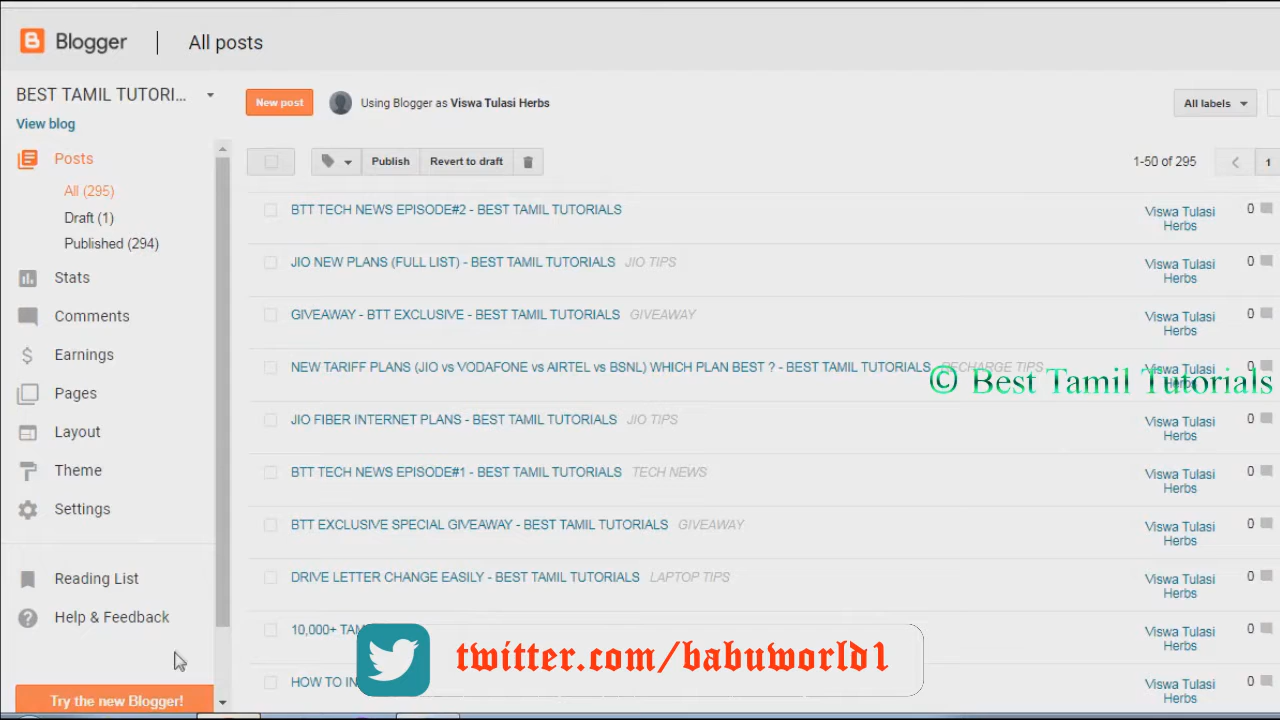 Blogger
All posts
BEST TAMIL TUTORI...
View blog
New post
Using Blogger as Viswa Tulasi Herbs
All labels
Posts
All (295)
Draft (1)
Published (294)
Stats
Comments
Earnings
Pages
Layout
Theme
Settings
Reading List
Help & Feedback
Try the new Blogger!
Publish
Revert to draft
1-50 of 295
1
BTT TECH NEWS EPISODE#2 - BEST TAMIL TUTORIALS
Viswa Tulasi
Herbs
0
JIO NEW PLANS (FULL LIST) - BEST TAMIL TUTORIALS JIO TIPS
Viswa Tulasi
Herbs
0
GIVEAWAY - BTT EXCLUSIVE - BEST TAMIL TUTORIALS GIVEAWAY
Viswa Tulasi
Herbs
0
NEW TARIFF PLANS (JIO vs VODAFONE vs AIRTEL vs BSNL) WHICH PLAN BEST ? - BEST TAMIL TUTORIALS RECHARGE TIPS
Viswa Tulasi
Herbs
0
© Best Tamil Tutorials
JIO FIBER INTERNET PLANS - BEST TAMIL TUTORIALS JIO TIPS
Viswa Tulasi
Herbs
0
BTT TECH NEWS EPISODE#1 - BEST TAMIL TUTORIALS TECH NEWS
Viswa Tulasi
Herbs
0
BTT EXCLUSIVE SPECIAL GIVEAWAY - BEST TAMIL TUTORIALS GIVEAWAY
Viswa Tulasi
Herbs
0
DRIVE LETTER CHANGE EASILY - BEST TAMIL TUTORIALS LAPTOP TIPS
Viswa Tulasi
Herbs
0
10,000+
Viswa Tulasi
Herbs
0
twitter.com/babuworld1
HOW TO
Viswa Tulasi
Herbs
0